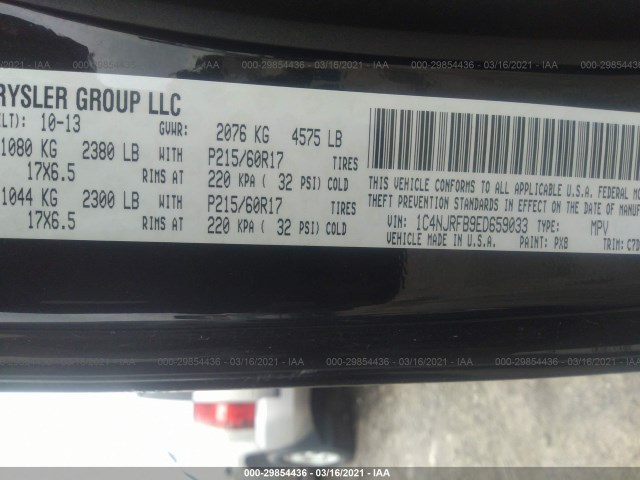 000-29854436 - 03/16/2021 - IAA
000-29854436 - 03/16/2021 - IAA
RYSLER GROUP LLC
10-13 GVWR: 2076 KG 4575 LB
1080 KG 2380 LB WITH P215/60R17 TIRES
17X6.5 RIMS AT 220 KPA ( 32 PSI) COLD
1044 KG 2300 LB WITH P215/60R17 TIRES
17X6.5 RIMS AT 220 KPA ( 32 PSI) COLD
THIS VEHICLE CONFORMS TO ALL APPLICABLE U.S.A. FEDERAL
THEFT PREVENTION STANDARDS IN EFFECT ON THE DATE OF
VIN: 1C4NJRFB9ED659033 TYPE: MPV
VEHICLE MADE IN U.S.A. PAINT: PX8 TRIM: C7D
000-29854436 - 03/16/2021 - IAA
000-29854436 - 03/16/2021 - IAA
000-29854436 - 03/16/2021 - IAA